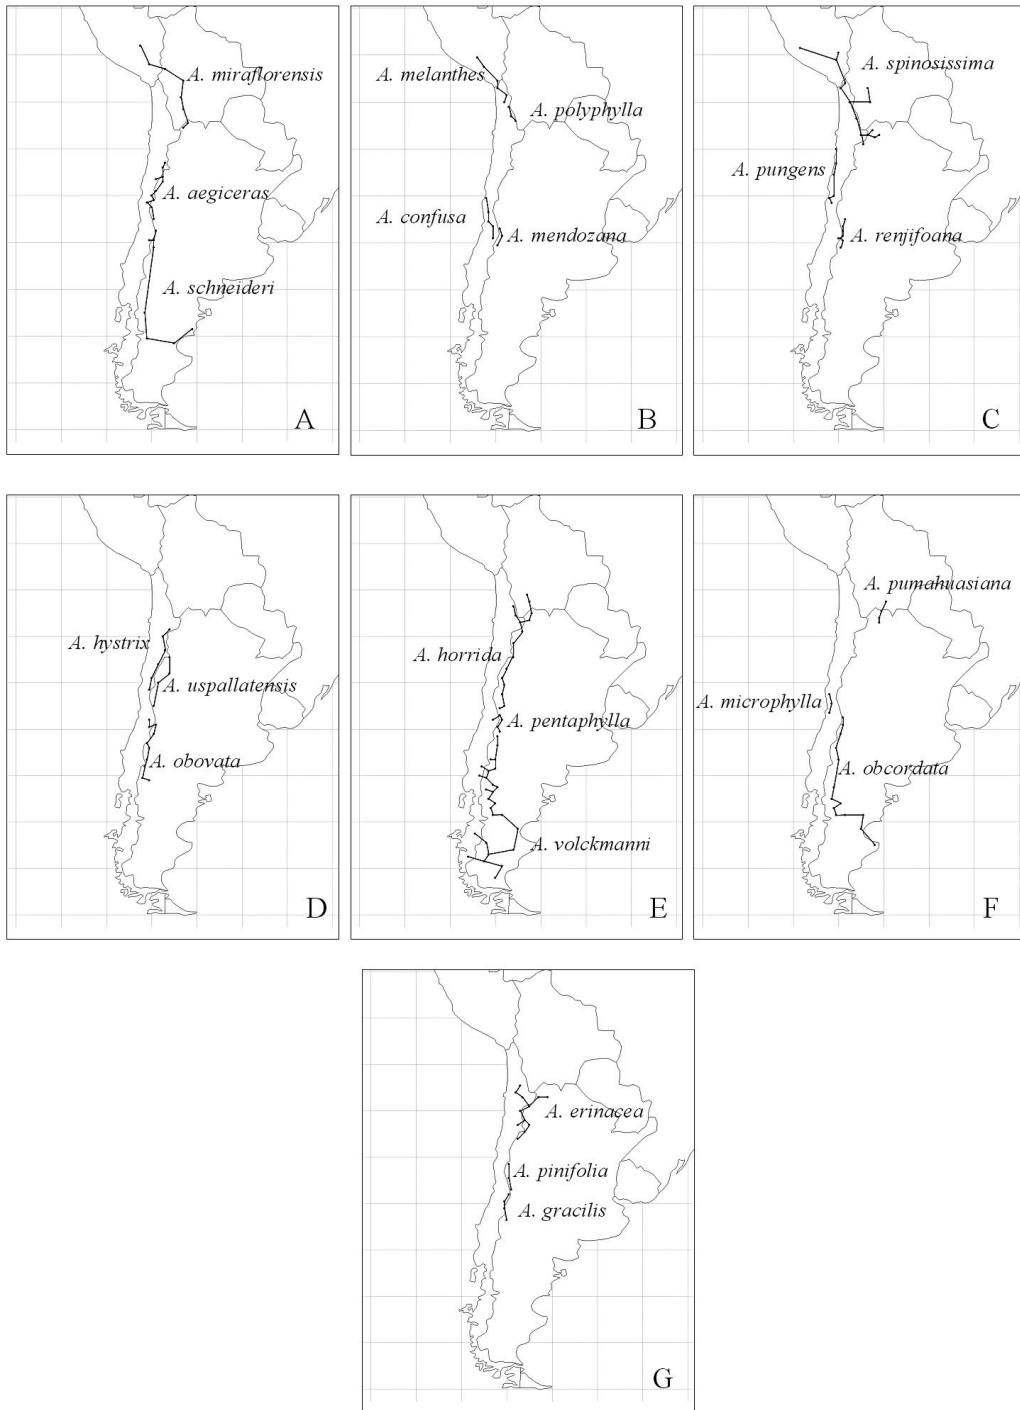 A. miraflorensis
A. aegiceras
A. schneideri
A
A. melanthes
A. polyphylla
A. confusa
A. mendozana
B
A. spinosissima
A. pungens
A. renjifoana
C
A. hystrix
A. uspallatensis
A. obovata
D
A. horrida
A. pentaphylla
A. volckmanni
E
A. pumahuasiana
A. microphylla
A. obcordata
F
A. erinacea
A. pinifolia
A. gracilis
G